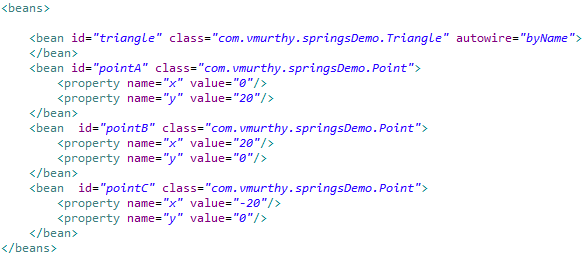 <beans>
<bean id="triangle" class="com.vmurthy.springsDemo.Triangle" autowire="byName">
</bean>
<bean id="pointA" class="com.vmurthy.springsDemo.Point">
<property name="x" value="0"/>
<property name="y" value="20"/>
</bean>
<bean  id="pointB" class="com.vmurthy.springsDemo.Point">
<property name="x" value="20"/>
<property name="y" value="0"/>
</bean>
<bean  id="pointC" class="com.vmurthy.springsDemo.Point">
<property name="x" value="-20"/>
<property name="y" value="0"/>
</bean>
</beans>